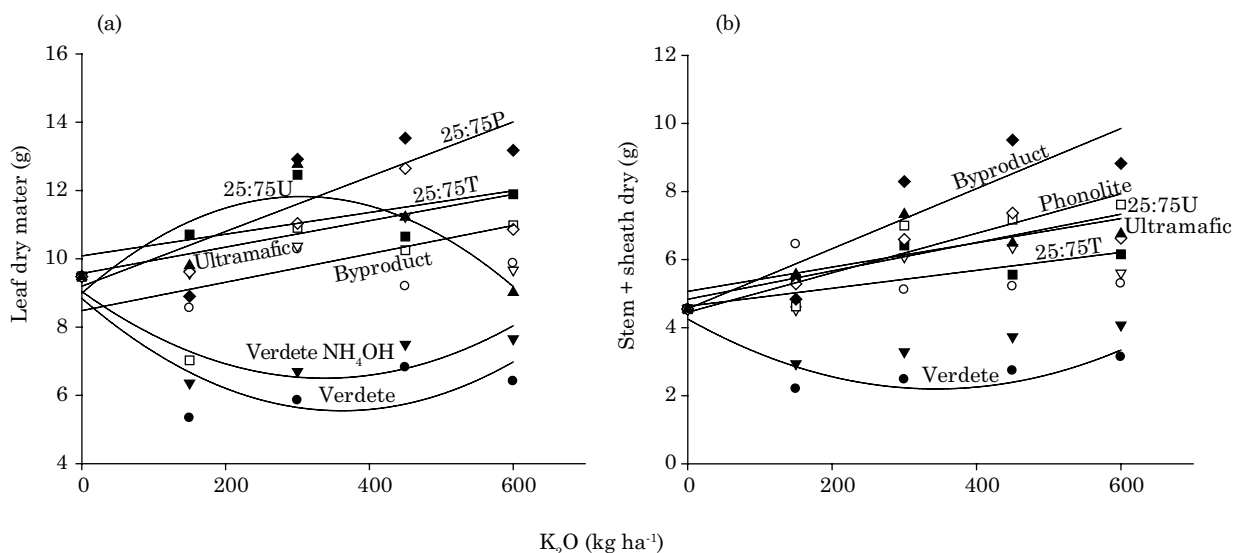 (a)
16
14
12
10
8
6
4
Leaf dry mater (g)
25:75P
25:75U
25:75T
Ultramafic
Byproduct
Verdete NH₄OH
Verdete
0 200 400 600
(b)
12
10
8
6
4
2
0
Stem + sheath dry (g)
Byproduct
Phonolite
25:75U
Ultramafic
25:75T
Verdete
0 200 400 600
K₂O (kg ha⁻¹)